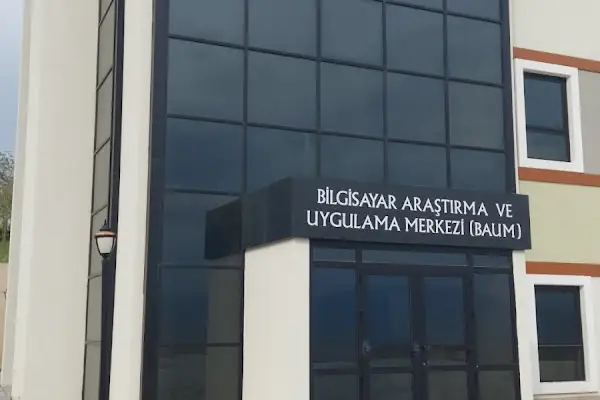 BİLGİSAYAR ARAŞTIRMA VE
UYGULAMA MERKEZİ (BAUM)